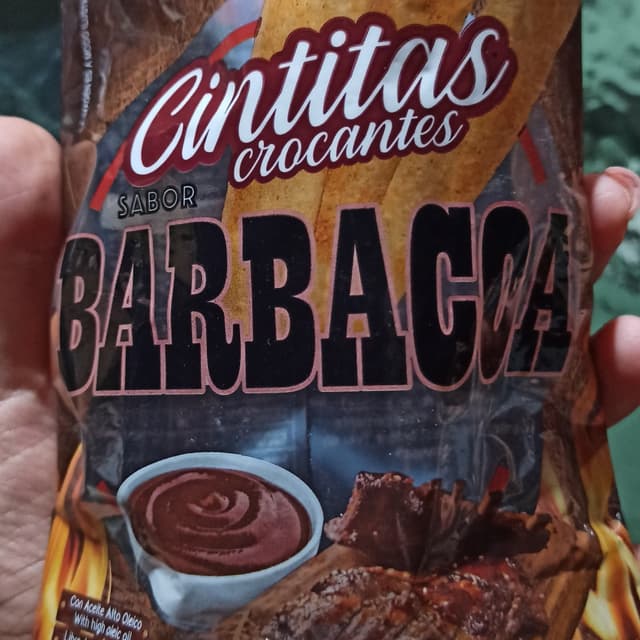 Cintitas
crocantes
SABOR
BARBACOA
Con Aceite Alto Oleico
With high oleic oil